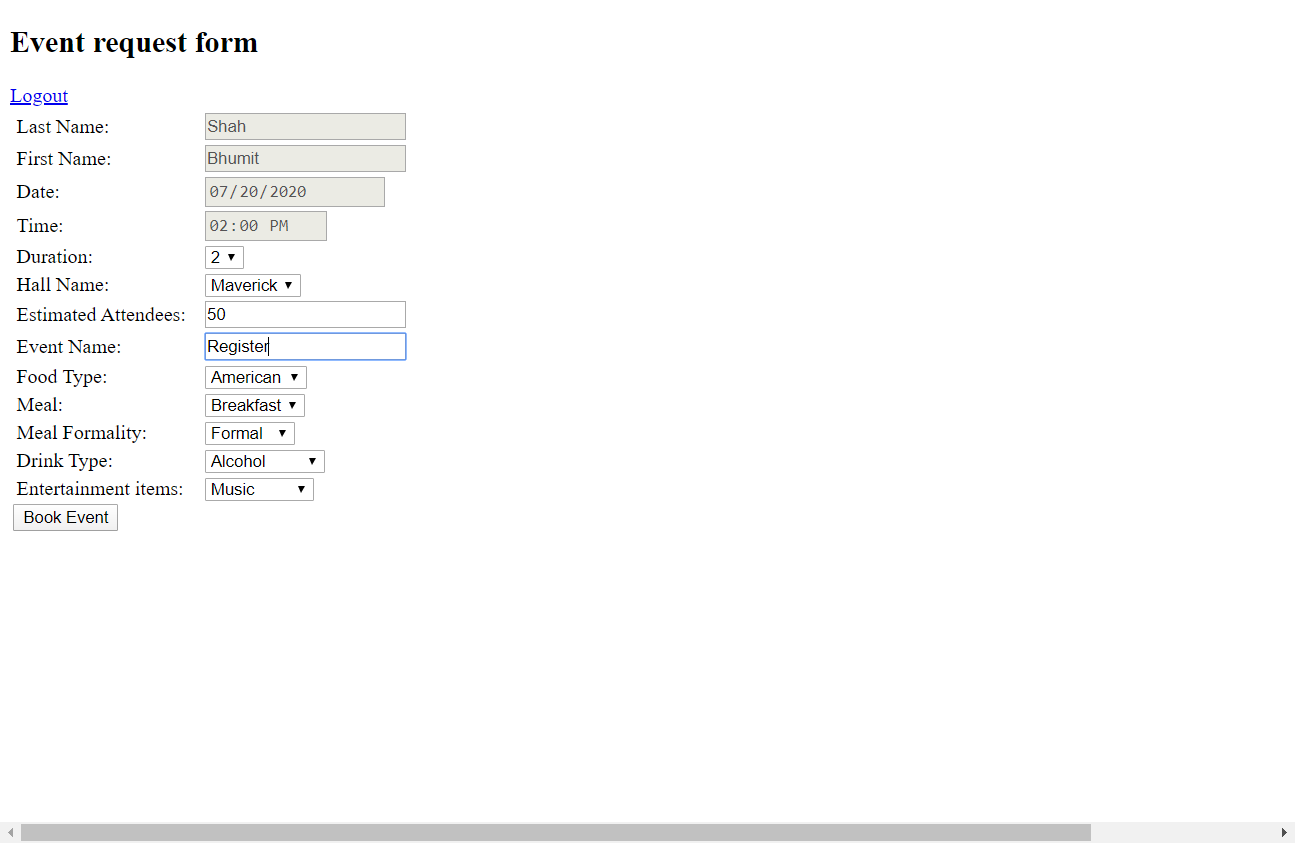 Event request form
Logout
Last Name: Shah
First Name: Bhumit
Date: 07/20/2020
Time: 02:00 PM
Duration: 2
Hall Name: Maverick
Estimated Attendees: 50
Event Name: Register
Food Type: American
Meal: Breakfast
Meal Formality: Formal
Drink Type: Alcohol
Entertainment items: Music
Book Event